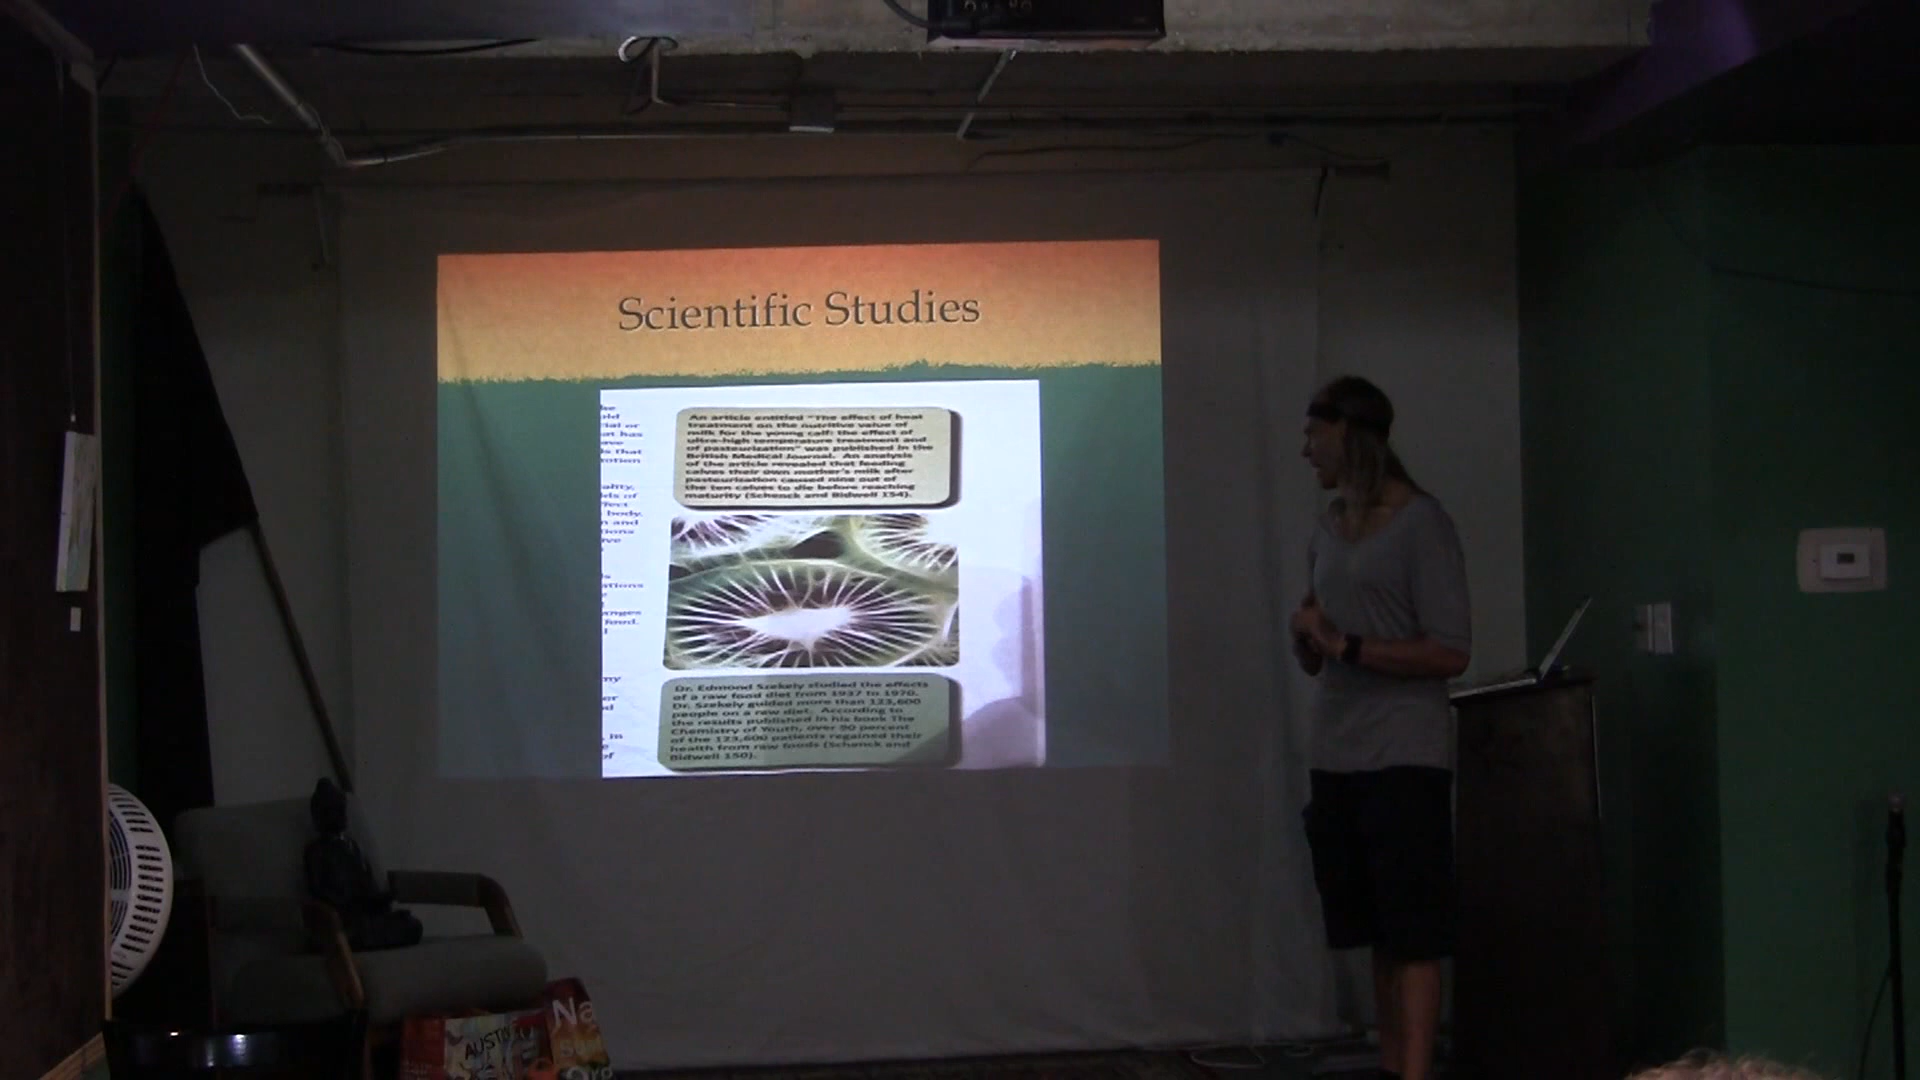 Scientific Studies
An article entitled "The effect of heat
treatment on the nutritive value of
milk for the young calf: the effect of
ultra-high temperature treatment and
of pasteurization" was published in the
British Medical Journal. An analysis
of the article revealed that feeding
calves their own mother's milk after
pasteurization caused nine out of
the ten calves to die before reaching
maturity (Schenck and Bidwell 154).
Dr. Edmond Szekely studied the effects
of a raw food diet from 1937 to 1970.
Dr. Szekely guided more than 123,600
people on a raw diet. According to
the results published in his book The
Chemistry of Youth, over 90 percent
of the 123,600 patients regained their
health from raw foods (Schenck and
Bidwell 150).
AUSTIN
Na